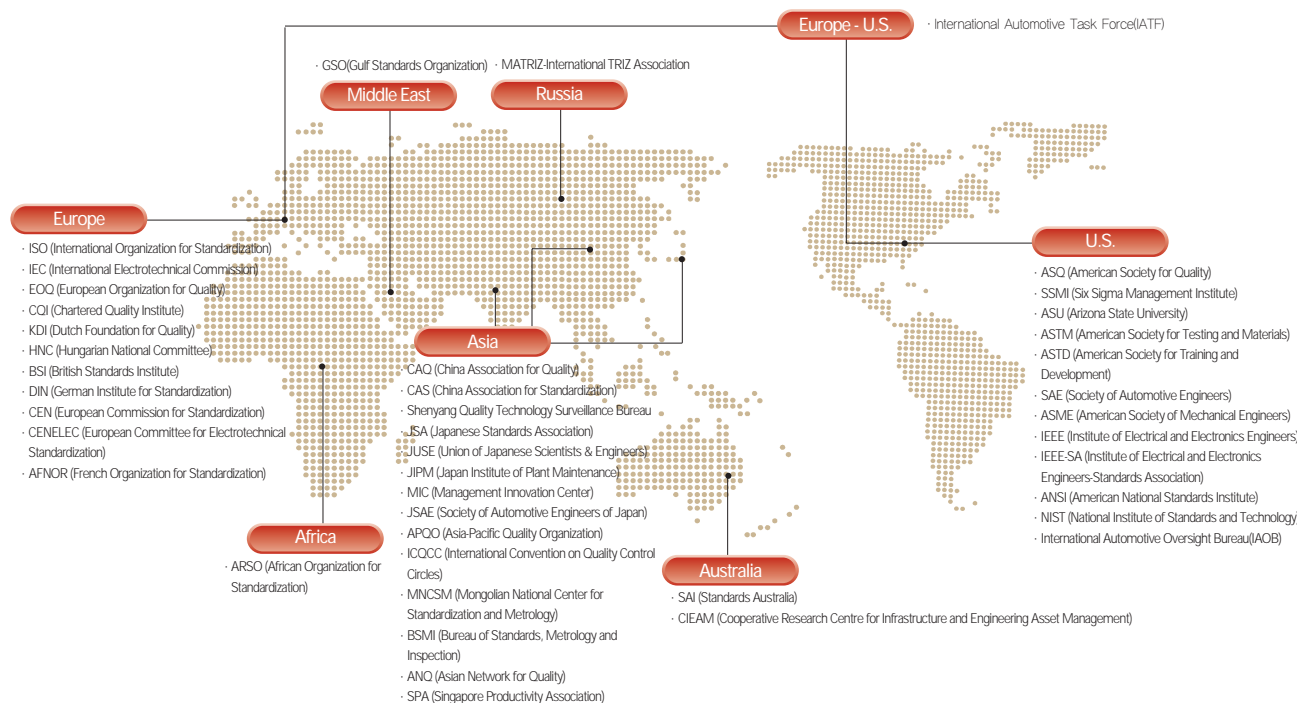 Europe - U.S.
· International Automotive Task Force(IATF)
· GSO(Gulf Standards Organization)
Middle East
· MATRIZ-International TRIZ Association
Russia
Europe
· ISO (International Organization for Standardization)
· IEC (International Electrotechnical Commission)
· EOQ (European Organization for Quality)
· CQI (Chartered Quality Institute)
· KDI (Dutch Foundation for Quality)
· HNC (Hungarian National Committee)
· BSI (British Standards Institute)
· DIN (German Institute for Standardization)
· CEN (European Commission for Standardization)
· CENELEC (European Committee for Electrotechnical
Standardization)
· AFNOR (French Organization for Standardization)
U.S.
· ASQ (American Society for Quality)
· SSMI (Six Sigma Management Institute)
· ASU (Arizona State University)
· ASTM (American Society for Testing and Materials)
· ASTD (American Society for Training and
Development)
· SAE (Society of Automotive Engineers)
· ASME (American Society of Mechanical Engineers)
· IEEE (Institute of Electrical and Electronics Engineers)
· IEEE-SA (Institute of Electrical and Electronics
Engineers-Standards Association)
· ANSI (American National Standards Institute)
· NIST (National Institute of Standards and Technology)
· International Automotive Oversight Bureau(IAOB)
Asia
· CAQ (China Association for Quality)
· CAS (China Association for Standardization)
· Shenyang Quality Technology Surveillance Bureau
· JSA (Japanese Standards Association)
· JUSE (Union of Japanese Scientists & Engineers)
· JIPM (Japan Institute of Plant Maintenance)
· MIC (Management Innovation Center)
· JSAE (Society of Automotive Engineers of Japan)
· APQO (Asia-Pacific Quality Organization)
· ICQCC (International Convention on Quality Control
Circles)
· MNCSM (Mongolian National Center for
Standardization and Metrology)
· BSMI (Bureau of Standards, Metrology and
Inspection)
· ANQ (Asian Network for Quality)
· SPA (Singapore Productivity Association)
Africa
· ARSO (African Organization for
Standardization)
Australia
· SAI (Standards Australia)
· CIEAM (Cooperative Research Centre for Infrastructure and Engineering Asset Management)